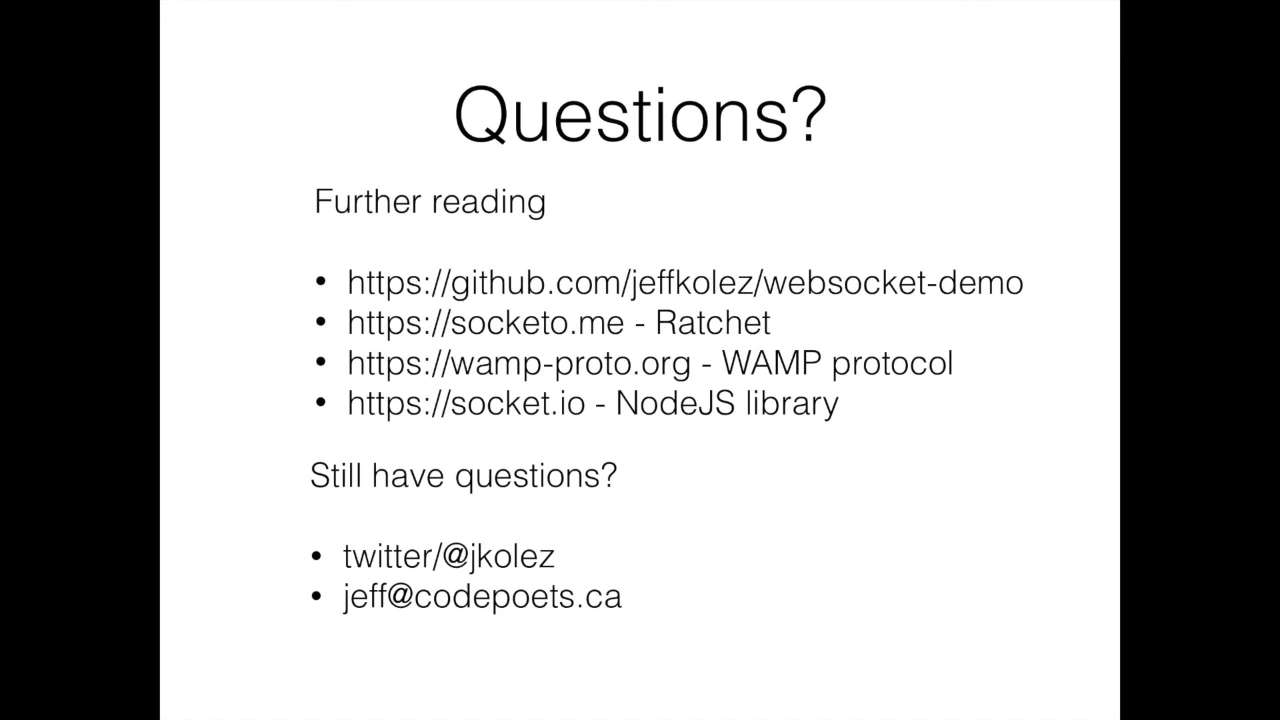 Questions?
Further reading
• https://github.com/jeffkolez/websocket-demo
• https://socketo.me - Ratchet
• https://wamp-proto.org - WAMP protocol
• https://socket.io - NodeJS library
Still have questions?
• twitter/@jkolez
• jeff@codepoets.ca